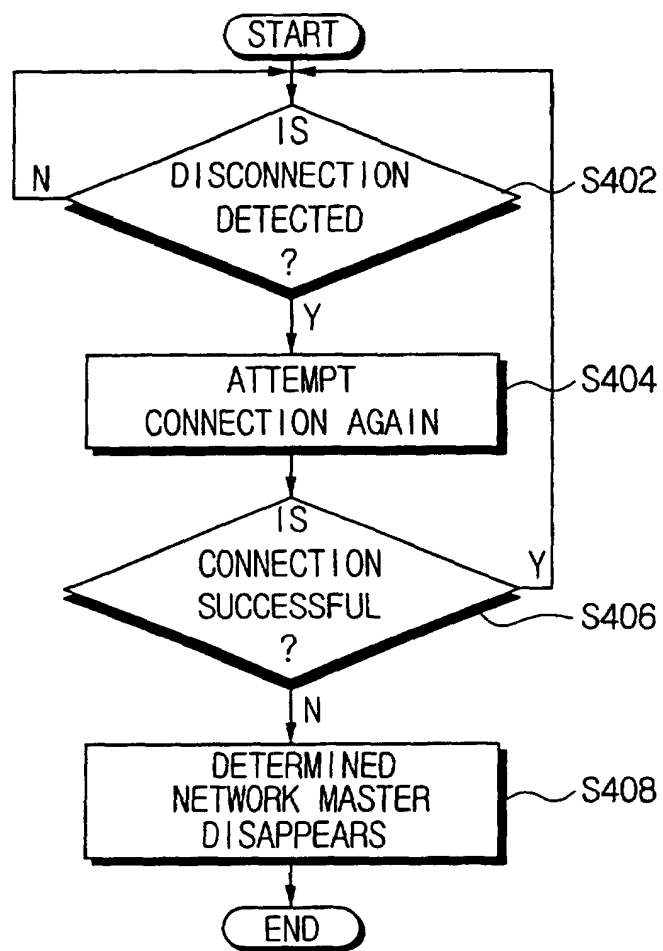 START
IS
DISCONNECTION
DETECTED
?
N
S402
Y
ATTEMPT
CONNECTION AGAIN
S404
IS
CONNECTION
SUCCESSFUL
?
Y
S406
N
DETERMINED
NETWORK MASTER
DISAPPEARS
S408
END